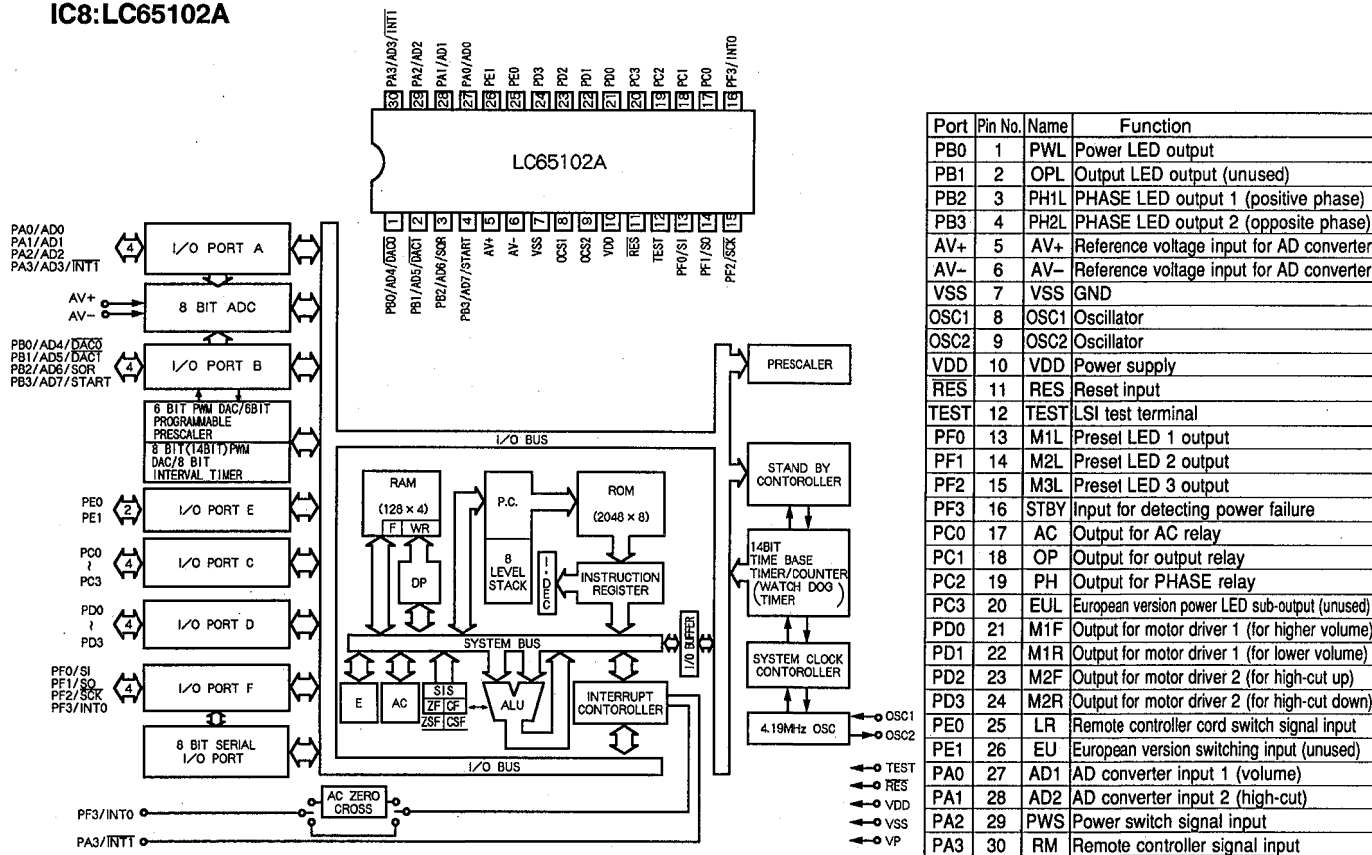 IC8:LC65102A
30 PA3/AD3/INT1
29 PA2/AD2
28 PA1/AD1
27 PA0/AD0
26 PE1
25 PE0
24 PD3
23 PD2
22 PD1
21 PD0
20 PC3
19 PC2
18 PC1
17 PC0
16 PF3/INT0
LC65102A
1 PB0/AD4/DAC0
2 PB1/AD5/DAC1
3 PB2/AD6/SOR
4 PB3/AD7/START
5 AV+
6 AV-
7 VSS
8 OCS1
9 OCS2
10 VDD
11 RES
12 TEST
13 PF0/SI
14 PF1/SO
15 PF2/SCK
PA0/AD0
PA1/AD1
PA2/AD2
PA3/AD3/INT1
4
I/O PORT A
AV+
AV-
8 BIT ADC
PB0/AD4/DAC0
PB1/AD5/DACT
PB2/AD6/SOR
PB3/AD7/START
4
I/O PORT B
6 BIT PWM DAC/6BIT
PROGRAMMABLE
PRESCALER
8 BIT(14BIT)PWM
DAC/8 BIT
INTERVAL TIMER
PE0
PE1
2
I/O PORT E
PC0
≀
PC3
4
I/O PORT C
PD0
≀
PD3
4
I/O PORT D
PF0/SI
PF1/SO
PF2/SCK
PF3/INT0
4
I/O PORT F
8 BIT SERIAL
I/O PORT
PF3/INT0
AC ZERO
CROSS
PA3/INT1
I/O BUS
RAM
(128 × 4)
F WR
DP
P.C.
8
LEVEL
STACK
ROM
(2048 × 8)
I·DEC
INSTRUCTION
REGISTER
SYSTEM BUS
I/O BUFFER
E
AC
SIS
ZF CF
ZSF CSF
ALU
INTERRUPT
CONTOROLLER
I/O BUS
PRESCALER
STAND BY
CONTOROLLER
14BIT
TIME BASE
TIMER/COUNTER
(WATCH DOG
TIMER)
SYSTEM CLOCK
CONTOROLLER
4.19MHz OSC
OSC1
OSC2
TEST
RES
VDD
VSS
VP
Port Pin No. Name Function
PB0 1 PWL Power LED output
PB1 2 OPL Output LED output (unused)
PB2 3 PH1L PHASE LED output 1 (positive phase)
PB3 4 PH2L PHASE LED output 2 (opposite phase)
AV+ 5 AV+ Reference voltage input for AD converter
AV– 6 AV– Reference voltage input for AD converter
VSS 7 VSS GND
OSC1 8 OSC1 Oscillator
OSC2 9 OSC2 Oscillator
VDD 10 VDD Power supply
RES 11 RES Reset input
TEST 12 TEST LSI test terminal
PF0 13 M1L Preset LED 1 output
PF1 14 M2L Preset LED 2 output
PF2 15 M3L Preset LED 3 output
PF3 16 STBY Input for detecting power failure
PC0 17 AC Output for AC relay
PC1 18 OP Output for output relay
PC2 19 PH Output for PHASE relay
PC3 20 EUL European version power LED sub-output (unused)
PD0 21 M1F Output for motor driver 1 (for higher volume)
PD1 22 M1R Output for motor driver 1 (for lower volume)
PD2 23 M2F Output for motor driver 2 (for high-cut up)
PD3 24 M2R Output for motor driver 2 (for high-cut down)
PE0 25 LR Remote controller cord switch signal input
PE1 26 EU European version switching input (unused)
PA0 27 AD1 AD converter input 1 (volume)
PA1 28 AD2 AD converter input 2 (high-cut)
PA2 29 PWS Power switch signal input
PA3 30 RM Remote controller signal input